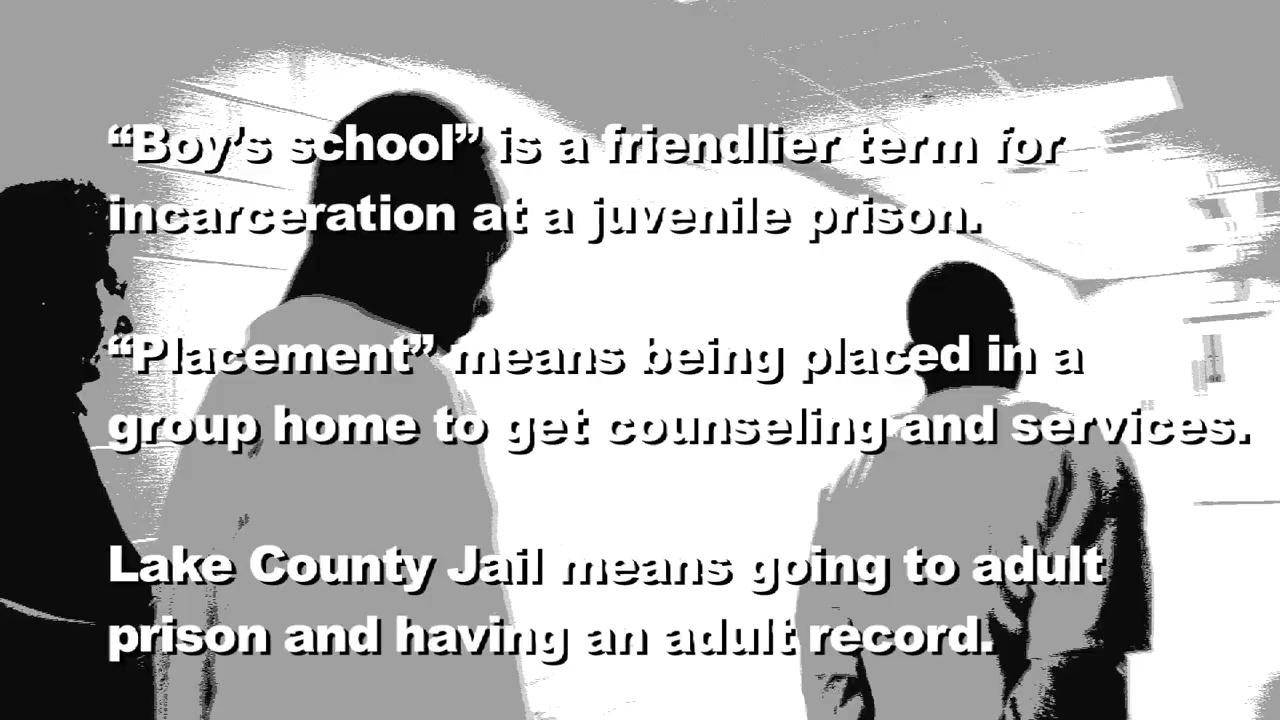 “Boy’s school” is a friendlier term for
incarceration at a juvenile prison.
“Placement” means being placed in a
group home to get counseling and services.
Lake County Jail means going to adult
prison and having an adult record.